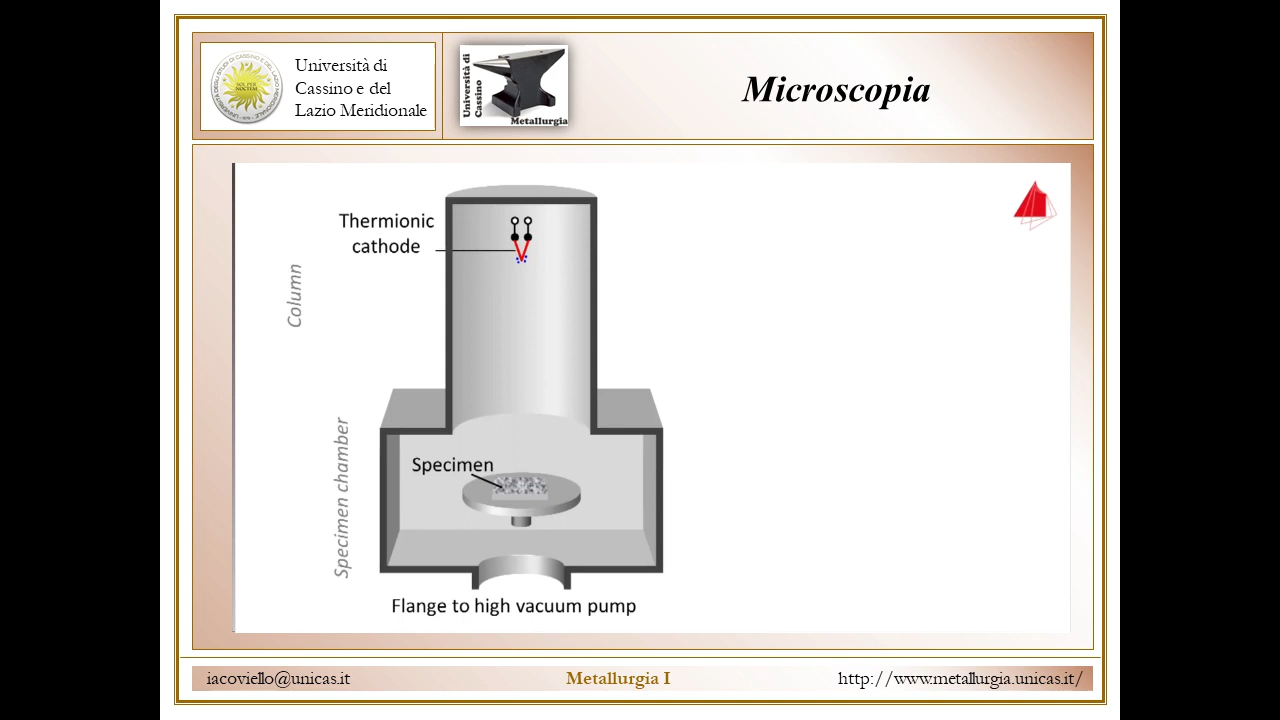 Università di
Cassino e del
Lazio Meridionale
Università di
Cassino
Metallurgia
Microscopia
Thermionic
cathode
Column
Specimen chamber
Specimen
Flange to high vacuum pump
iacoviello@unicas.it
Metallurgia I
http://www.metallurgia.unicas.it/